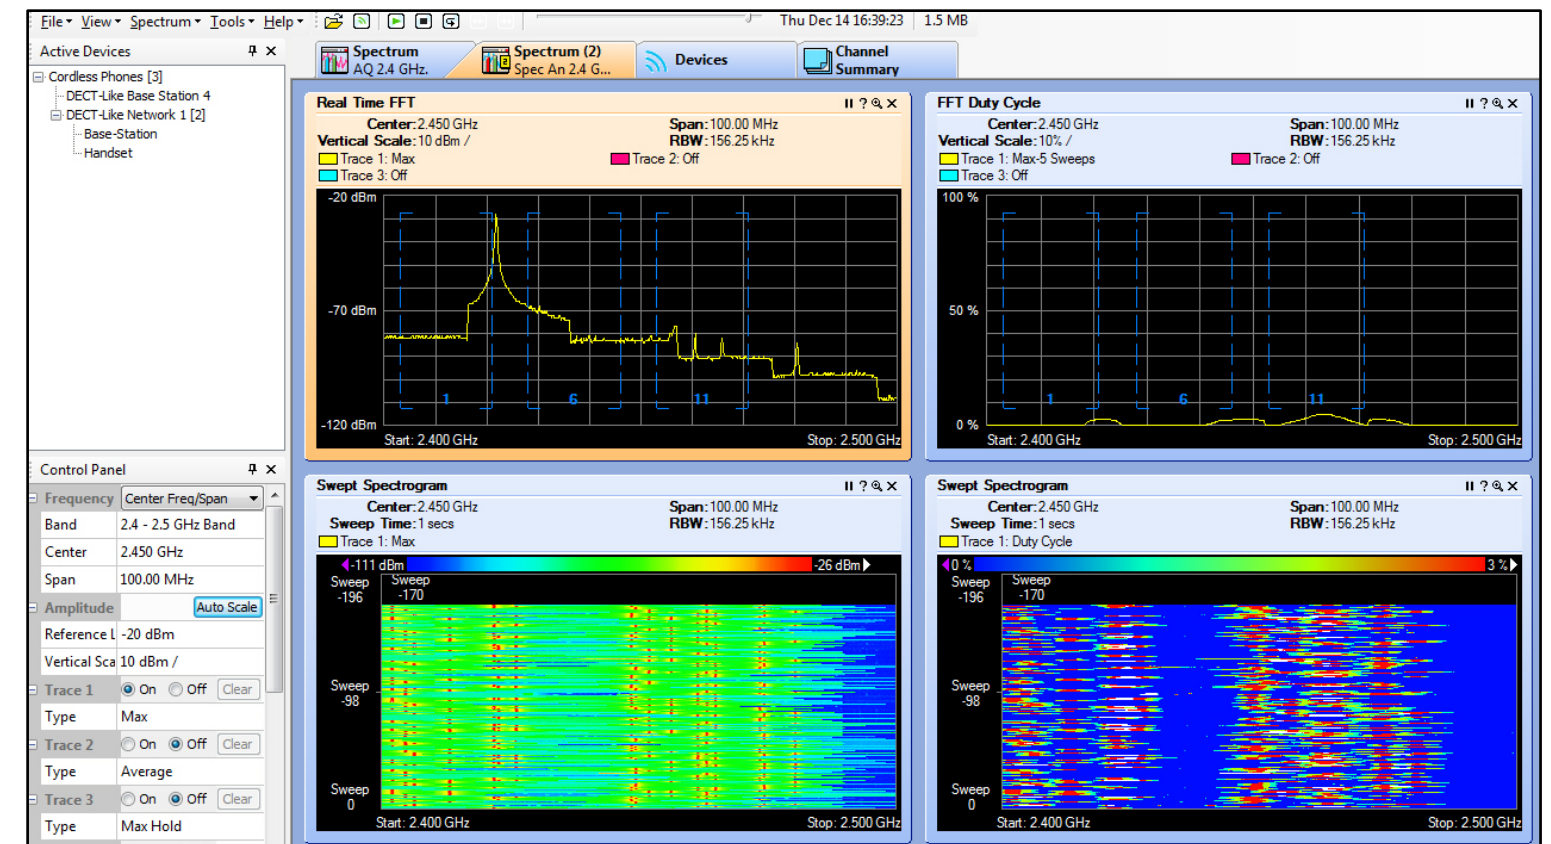 File View Spectrum Tools Help Thu Dec 14 16:39:23 1.5 MB
Active Devices
Cordless Phones [3]
DECT-Like Base Station 4
DECT-Like Network 1 [2]
Base-Station
Handset
Control Panel
Frequency Center Freq/Span
Band 2.4 - 2.5 GHz Band
Center 2.450 GHz
Span 100.00 MHz
Amplitude Auto Scale
Reference L -20 dBm
Vertical Sca 10 dBm /
Trace 1 On Off Clear
Type Max
Trace 2 On Off Clear
Type Average
Trace 3 On Off Clear
Type Max Hold
Spectrum
AQ 2.4 GHz.
Spectrum (2)
Spec An 2.4 G...
Devices
Channel
Summary
Real Time FFT
Center: 2.450 GHz Span: 100.00 MHz
Vertical Scale: 10 dBm / RBW: 156.25 kHz
Trace 1: Max Trace 2: Off
Trace 3: Off
-20 dBm
-70 dBm
1 6 11
-120 dBm
Start: 2.400 GHz Stop: 2.500 GHz
FFT Duty Cycle
Center: 2.450 GHz Span: 100.00 MHz
Vertical Scale: 10% / RBW: 156.25 kHz
Trace 1: Max-5 Sweeps Trace 2: Off
Trace 3: Off
100 %
50 %
1 6 11
0 %
Start: 2.400 GHz Stop: 2.500 GHz
Swept Spectrogram
Center: 2.450 GHz Span: 100.00 MHz
Sweep Time: 1 secs RBW: 156.25 kHz
Trace 1: Max
-111 dBm -26 dBm
Sweep Sweep
-196 -170
Sweep
-98
Sweep
0
Start: 2.400 GHz Stop: 2.500 GHz
Swept Spectrogram
Center: 2.450 GHz Span: 100.00 MHz
Sweep Time: 1 secs RBW: 156.25 kHz
Trace 1: Duty Cycle
0 % 3 %
Sweep Sweep
-196 -170
Sweep
-98
Sweep
0
Start: 2.400 GHz Stop: 2.500 GHz